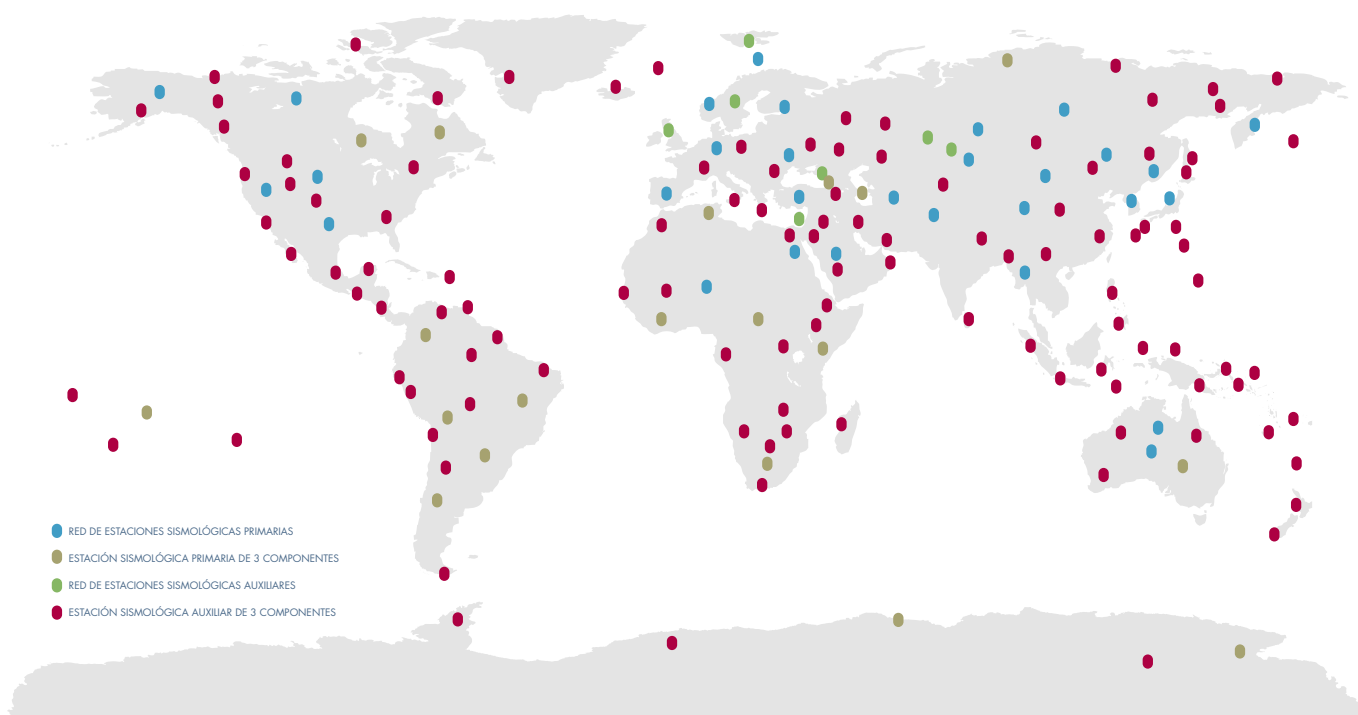 RED DE ESTACIONES SISMOLÓGICAS PRIMARIAS
ESTACIÓN SISMOLÓGICA PRIMARIA DE 3 COMPONENTES
RED DE ESTACIONES SISMOLÓGICAS AUXILIARES
ESTACIÓN SISMOLÓGICA AUXILIAR DE 3 COMPONENTES